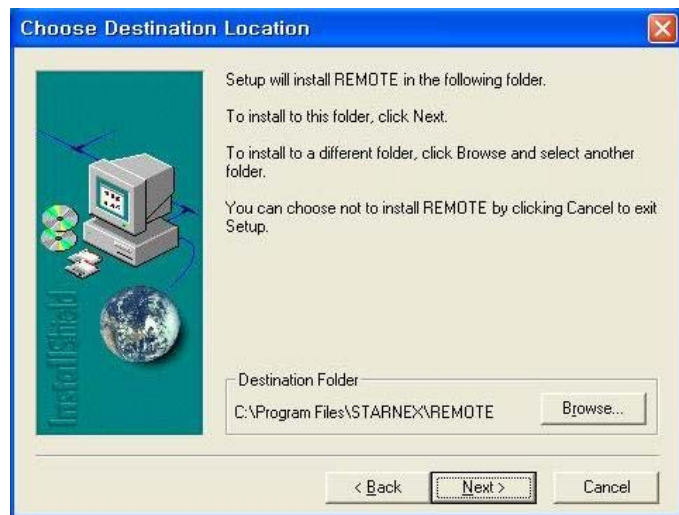 Choose Destination Location
Setup will install REMOTE in the following folder.
To install to this folder, click Next.
To install to a different folder, click Browse and select another
folder.
You can choose not to install REMOTE by clicking Cancel to exit
Setup.
InstallShield
Destination Folder
C:\Program Files\STARNEX\REMOTE
Browse...
< Back
Next >
Cancel